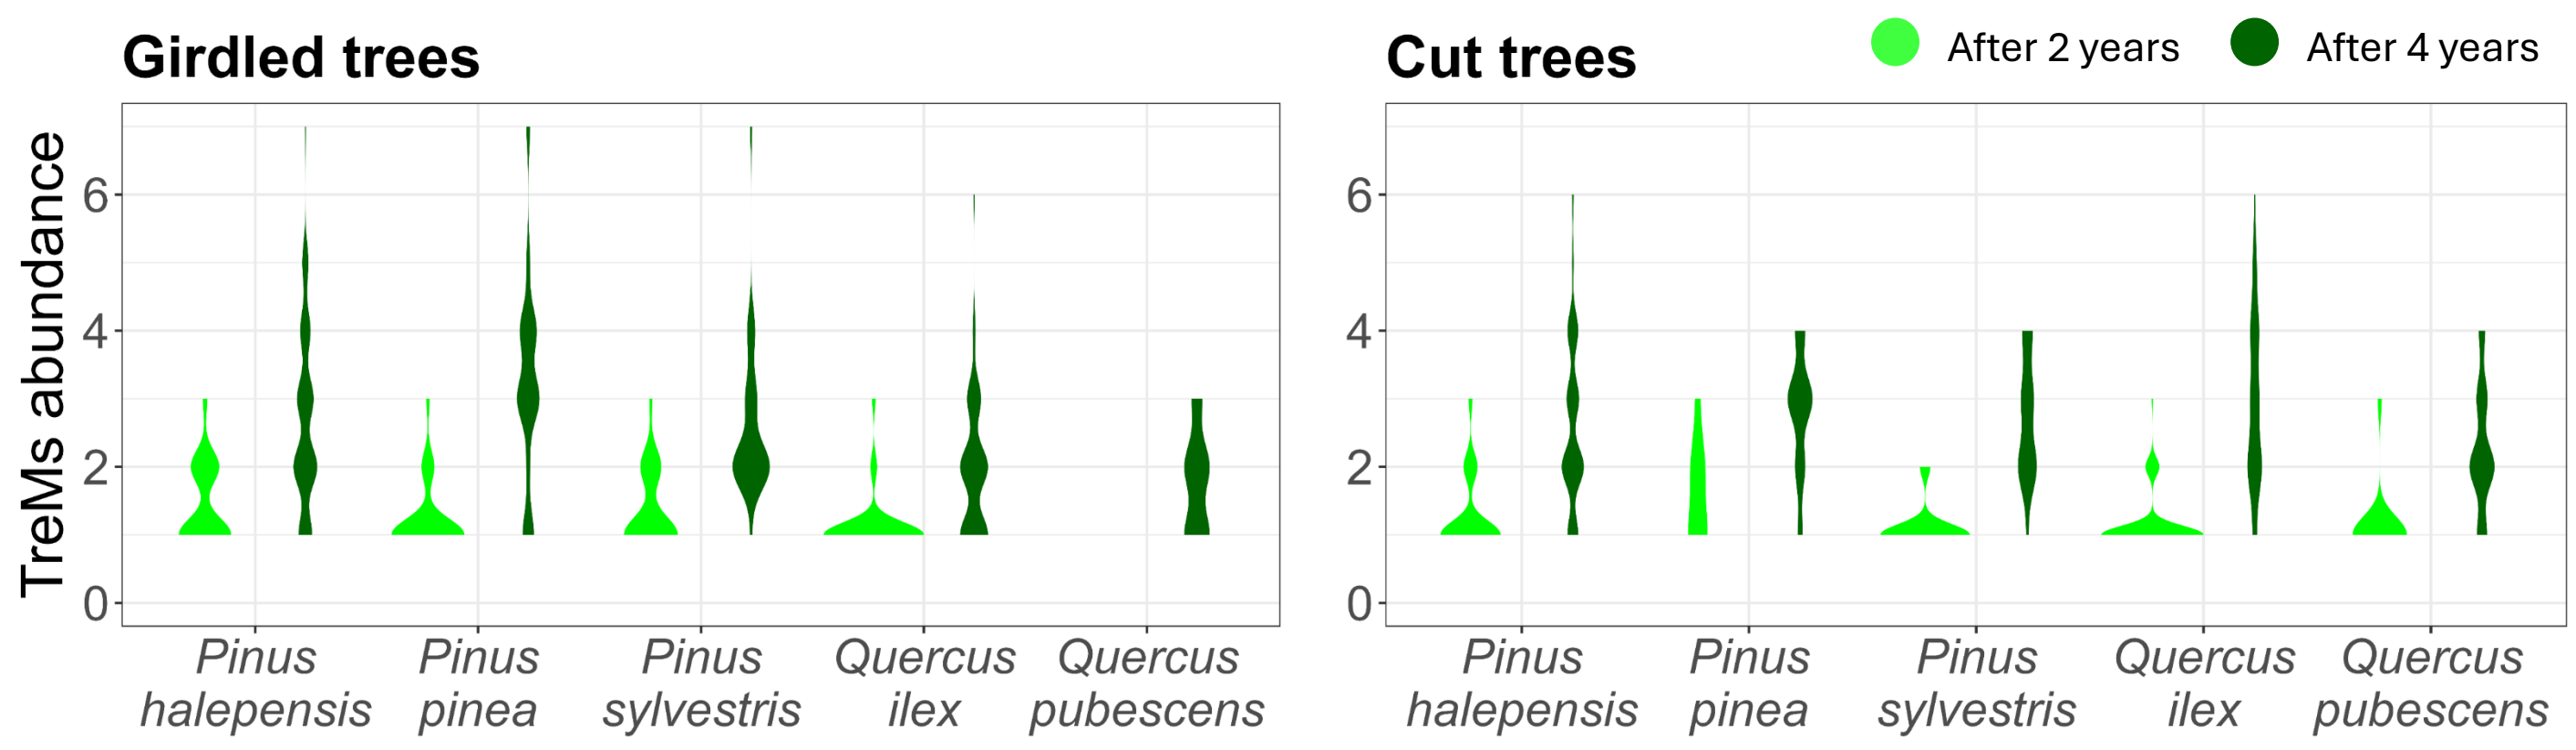 Girdled trees
Cut trees
After 2 years
After 4 years
TreMs abundance
6
4
2
0
6
4
2
0
Pinus
halepensis
Pinus
pinea
Pinus
sylvestris
Quercus
ilex
Quercus
pubescens
Pinus
halepensis
Pinus
pinea
Pinus
sylvestris
Quercus
ilex
Quercus
pubescens